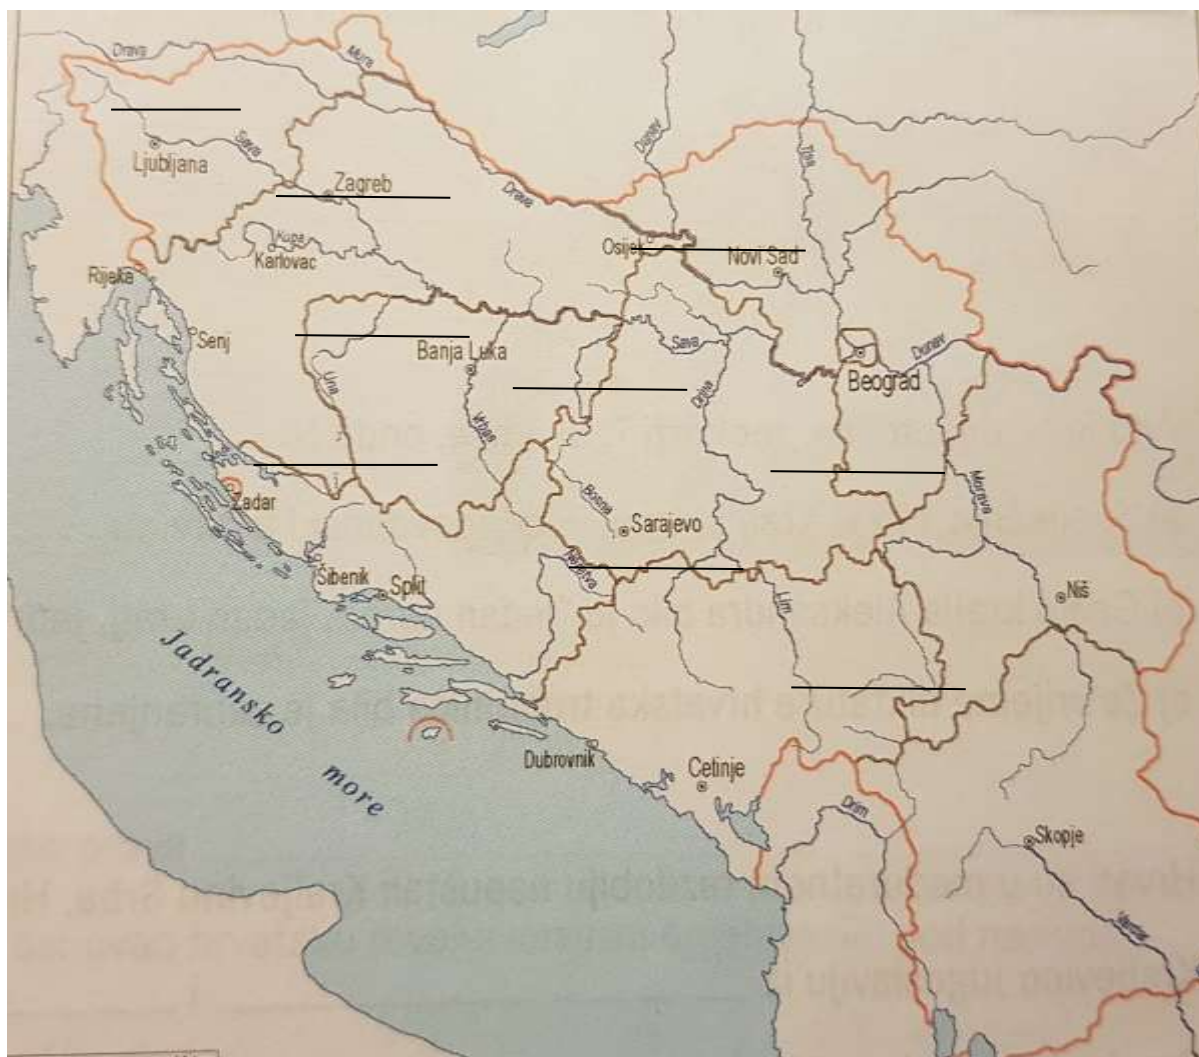 Drava
Mura
Dunav
Tisa
Sava
Ljubljana
Zagreb
Drava
Kupa
Karlovac
Osijek
Novi Sad
Rijeka
Senj
Una
Banja Luka
Vrbas
Sava
Drina
Dunav
Beograd
Zadar
Bosna
Sarajevo
Morava
Šibenik
Split
Neretva
Lim
Niš
Jadransko
more
Dubrovnik
Cetinje
Drim
Skopje
Vardar